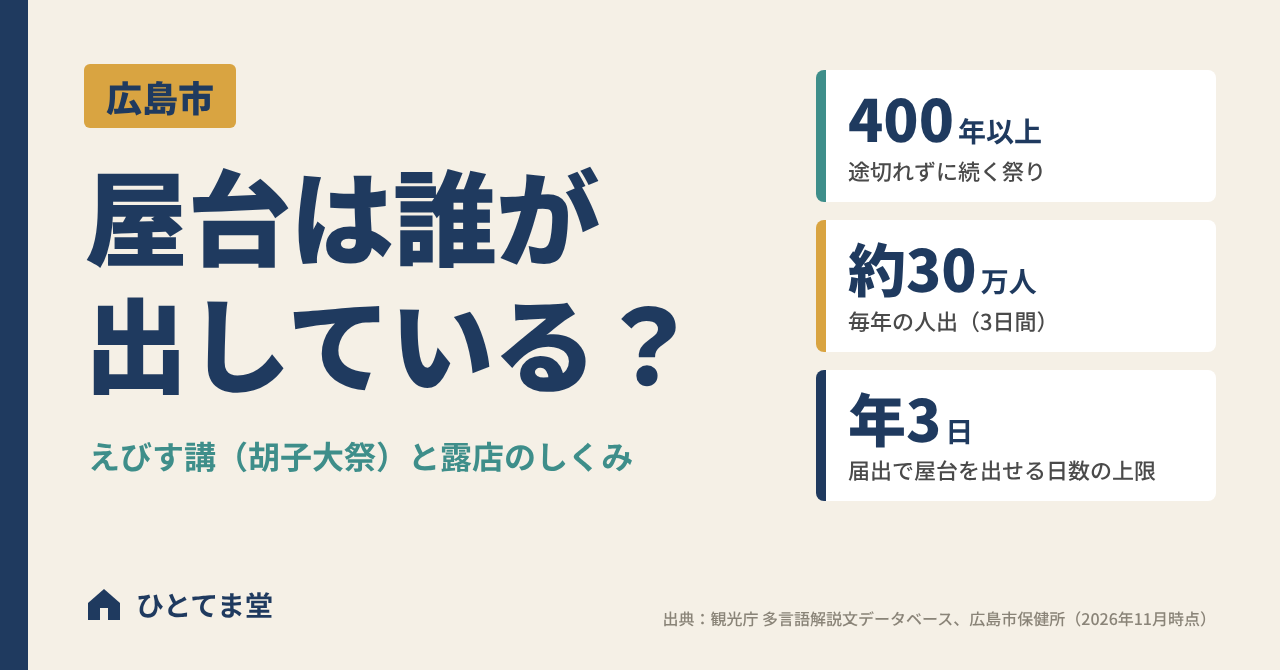 広島市
屋台は誰が
出している？
えびす講（胡子大祭）と露店のしくみ
400年以上
途切れずに続く祭り
約30万人
毎年の人出（3日間）
年3日
届出で屋台を出せる日数の上限
ひとてま堂
出典：観光庁 多言語解説文データベース、広島市保健所（2026年11月時点）